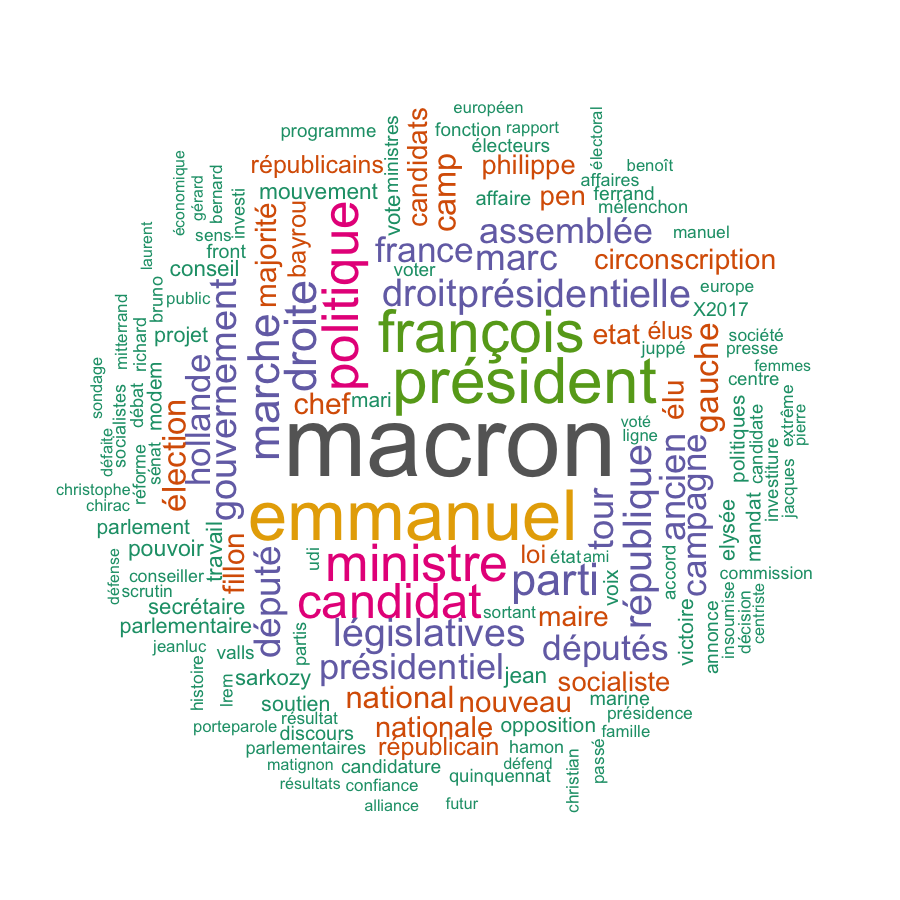 européen
programme
ministres
candidats
fonction
rapport
électeurs
électoral
républicains
camp
philippe
benoît
économique
gérard
bernard
investi
mouvement
vote
affaire
pen
affaires
ferrand
mélenchon
sens
front
majorité
bayrou
politique
france
assemblée
marc
manuel
laurent
conseil
voter
circonscription
public
bruno
gouvernement
droite
droit
présidentielle
europe
X2017
mitterrand
richard
projet
marche
françois
etat
élus
juppé
gauche
société
presse
sondage
socialistes
débat
modem
hollande
chef
mari
président
élu
centre
femmes
défaite
réforme
sénat
élection
macron
voté
ligne
ancien
campagne
politiques
candidate
extrême
pierre
christophe
chirac
emmanuel
tour
république
elysée
mandat
investiture
jacques
parlement
pouvoir
travail
fillon
député
udi
ministre
loi
état
ami
parti
voix
accord
commission
défense
conseiller
scrutin
secrétaire
candidat
sortant
maire
parlementaire
législatives
partis
députés
victoire
annonce
insoumise
décision
centriste
jeanluc
valls
histoire
lrem
sarkozy
présidentiel
jean
socialiste
soutien
national
nouveau
marine
présidence
porteparole
résultat
discours
nationale
opposition
famille
parlementaires
républicain
hamon
passé
matignon
candidature
défend
christian
résultats
confiance
quinquennat
alliance
futur